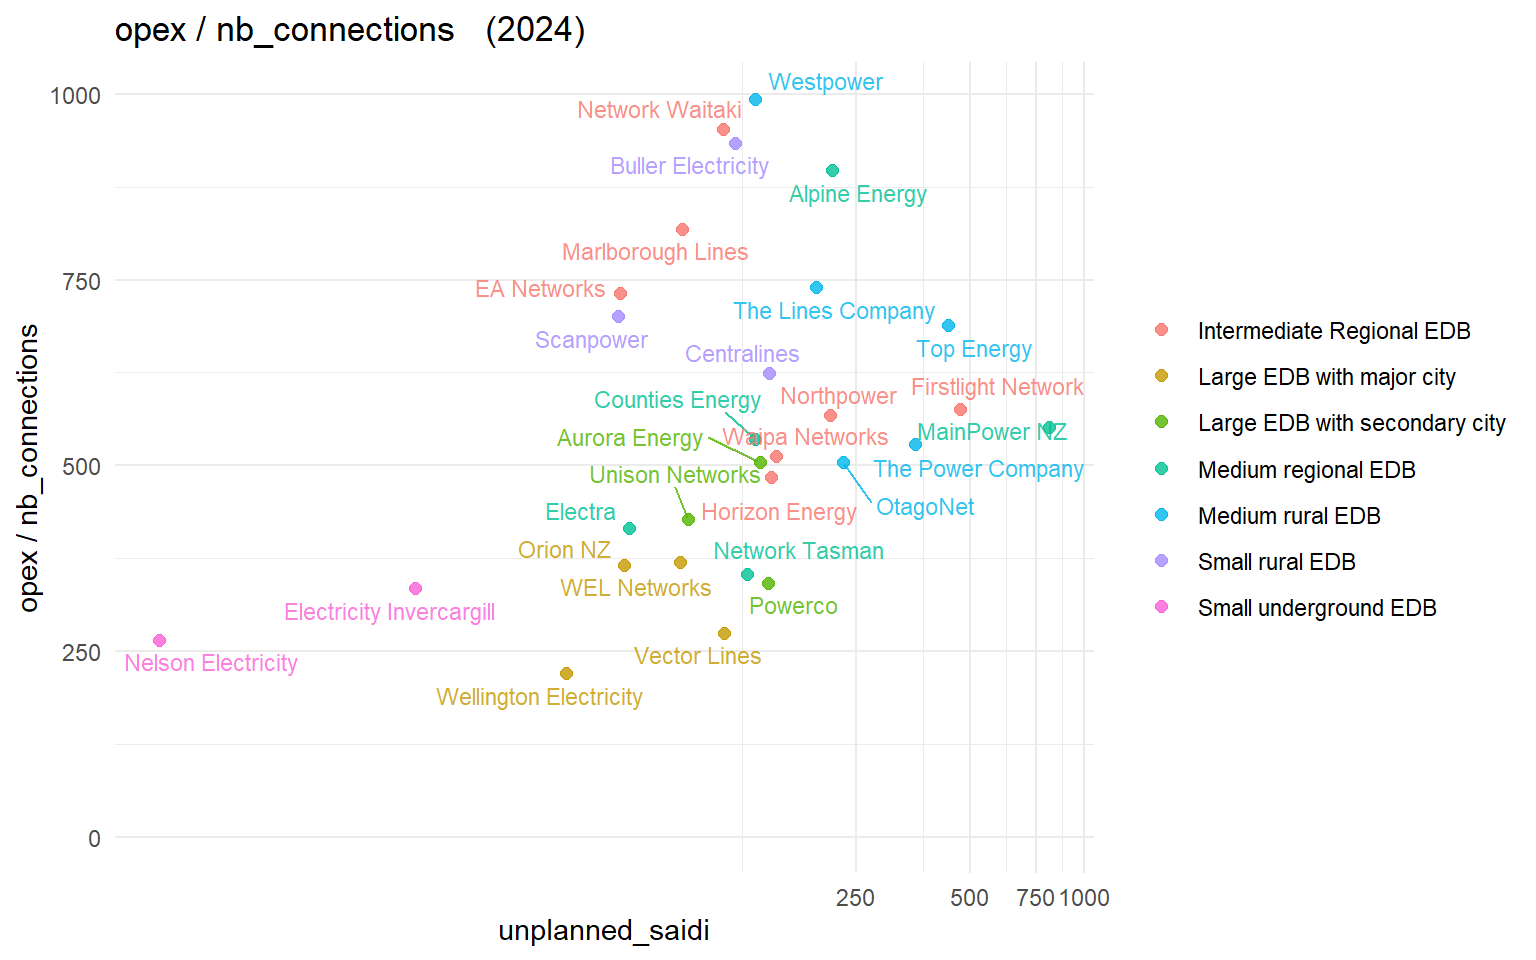 opex / nb_connections (2024)
opex / nb_connections
1000
750
500
250
0
Westpower
Network Waitaki
Buller Electricity
Alpine Energy
Marlborough Lines
EA Networks
The Lines Company
Scanpower
Top Energy
Centralines
Firstlight Network
Northpower
Counties Energy
MainPower NZ
Waipa Networks
Aurora Energy
The Power Company
Unison Networks
OtagoNet
Horizon Energy
Electra
Orion NZ
Network Tasman
WEL Networks
Powerco
Electricity Invercargill
Vector Lines
Nelson Electricity
Wellington Electricity
250
500
750
1000
unplanned_saidi
Intermediate Regional EDB
Large EDB with major city
Large EDB with secondary city
Medium regional EDB
Medium rural EDB
Small rural EDB
Small underground EDB